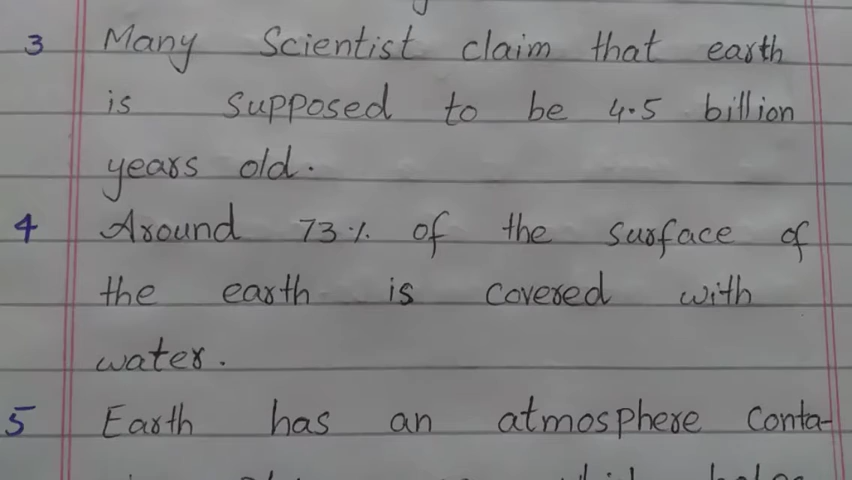 3 Many Scientist claim that earth
is supposed to be 4.5 billion
years old.
4 Around 73% of the surface of
the earth is covered with
water.
5 Earth has an atmosphere conta-